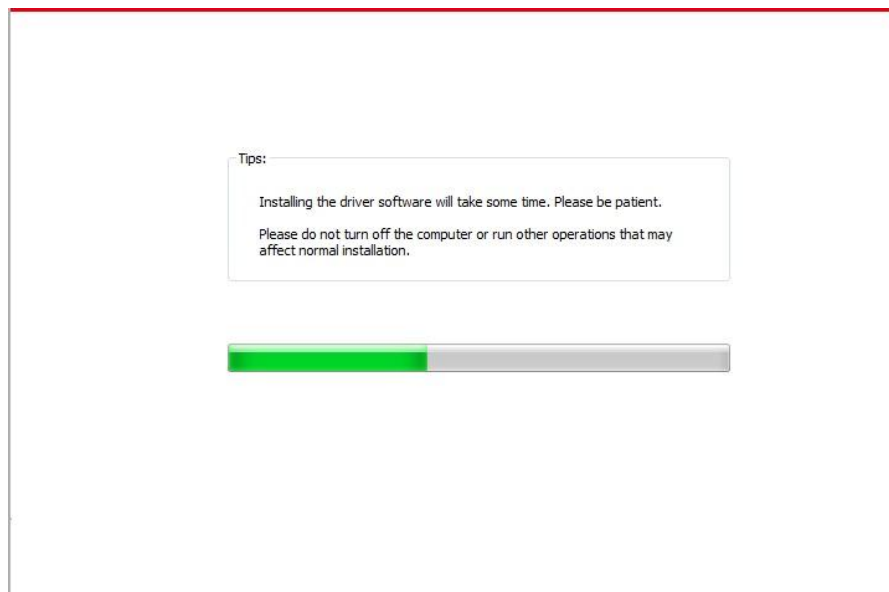 Tips:
Installing the driver software will take some time. Please be patient.
Please do not turn off the computer or run other operations that may
affect normal installation.